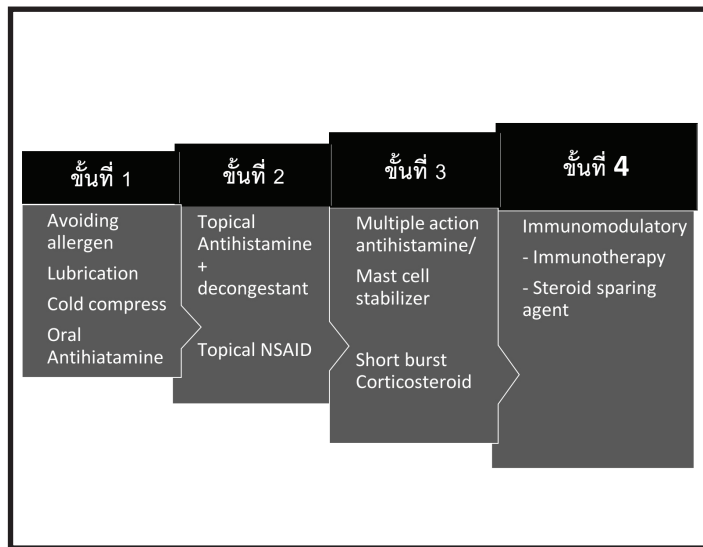 ขั้นที่ 1
Avoiding
allergen
Lubrication
Cold compress
Oral
Antihiatamine
ขั้นที่ 2
Topical
Antihistamine
+
decongestant
Topical NSAID
ขั้นที่ 3
Multiple action
antihistamine/
Mast cell
stabilizer
Short burst
Corticosteroid
ขั้นที่ 4
Immunomodulatory
- Immunotherapy
- Steroid sparing
agent